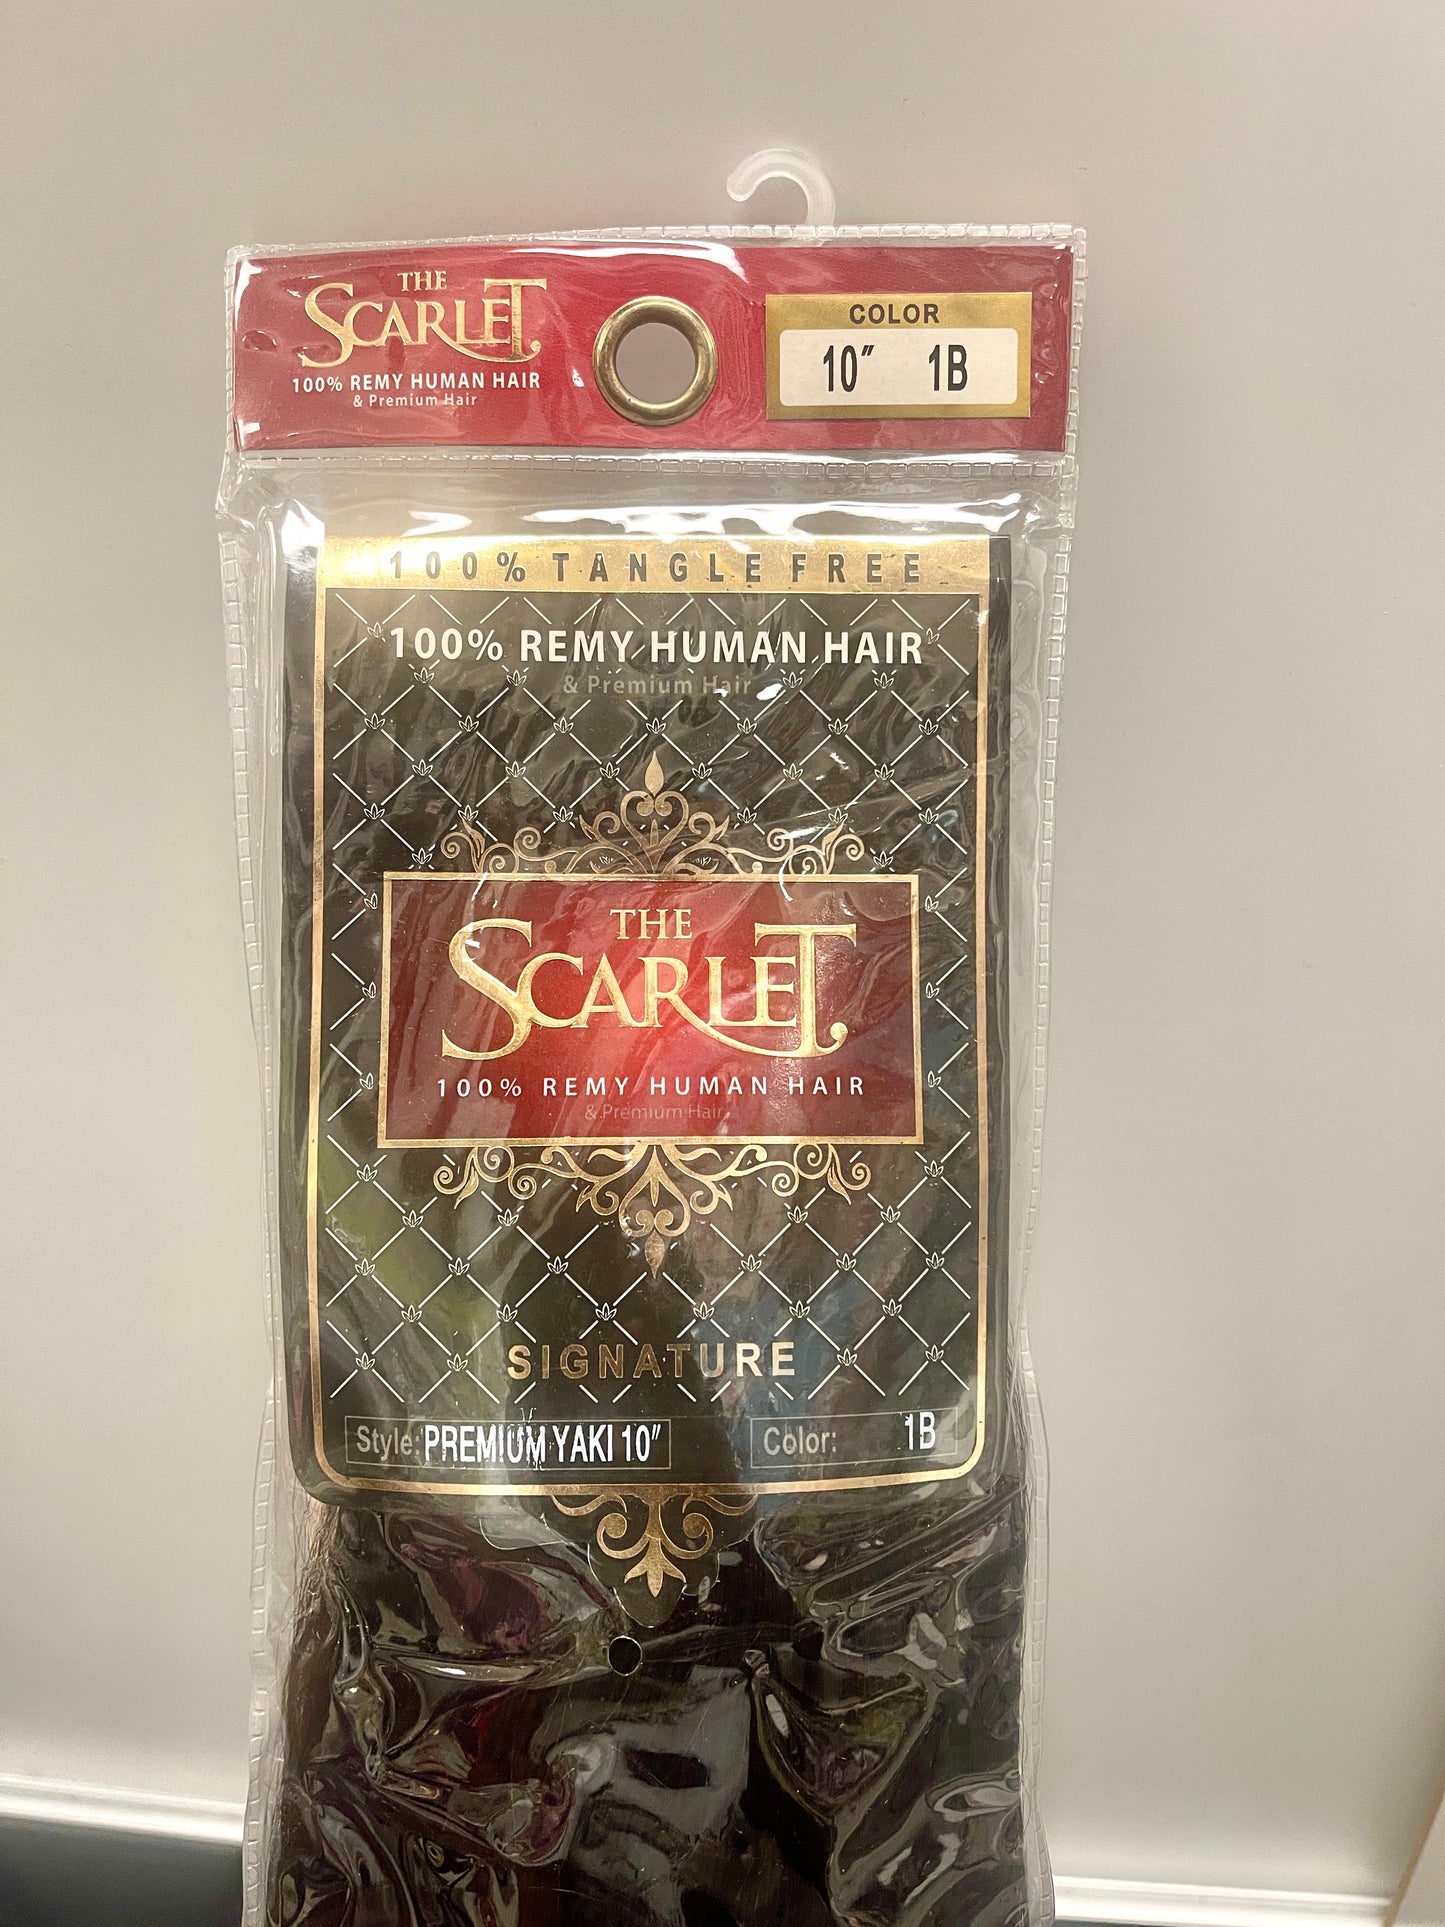 THE
SCARLET
100% REMY HUMAN HAIR
& Premium Hair
COLOR
10" 1B
100% TANGLE FREE
100% REMY HUMAN HAIR
& Premium Hair
THE
SCARLET
100% REMY HUMAN HAIR
& Premium Hair
SIGNATURE
Style: PREMIUM YAKI 10"
Color: 1B